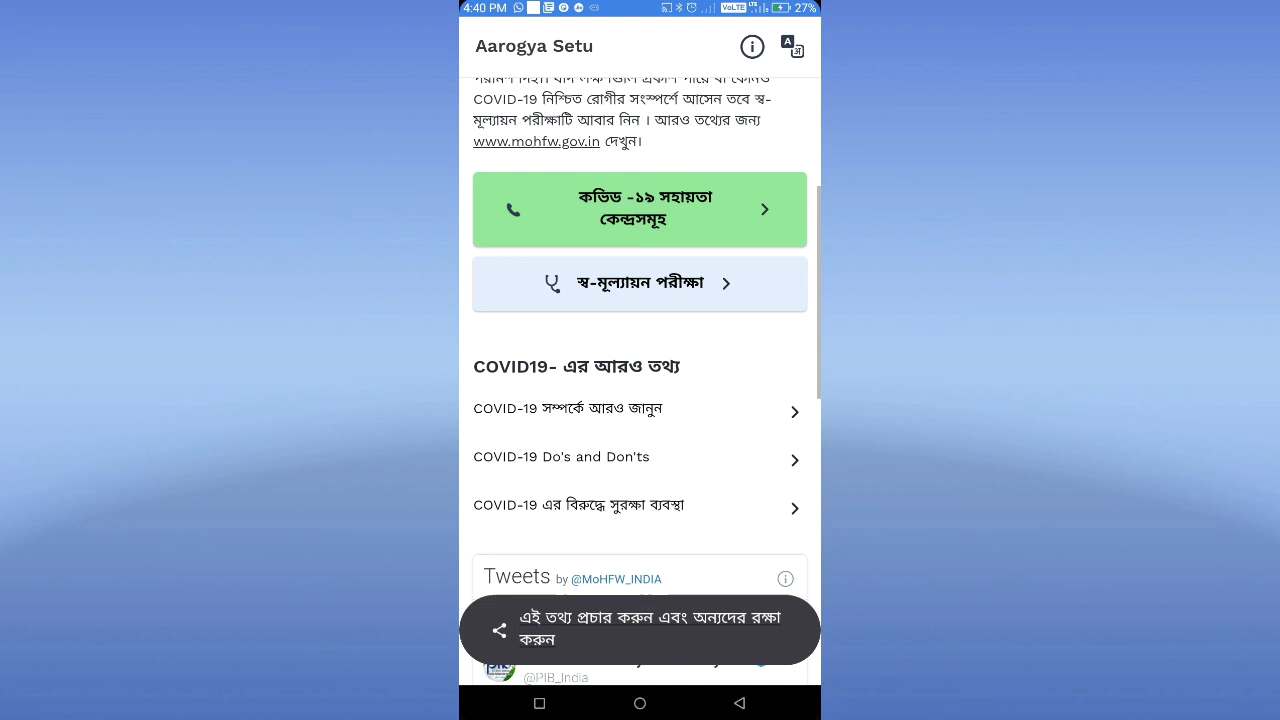 4:40 PM
VoLTE LTE 27%
Aarogya Setu
COVID-19 নিশ্চিত রোগীর সংস্পর্শে আসেন তবে স্ব-
মূল্যায়ন পরীক্ষাটি আবার নিন । আরও তথ্যের জন্য
www.mohfw.gov.in দেখুন।
কভিড -১৯ সহায়তা
কেন্দ্রসমূহ
স্ব-মূল্যায়ন পরীক্ষা
COVID19- এর আরও তথ্য
COVID-19 সম্পর্কে আরও জানুন
COVID-19 Do's and Don'ts
COVID-19 এর বিরুদ্ধে সুরক্ষা ব্যবস্থা
Tweets by @MoHFW_INDIA
এই তথ্য প্রচার করুন এবং অন্যদের রক্ষা
করুন
@PIB_India